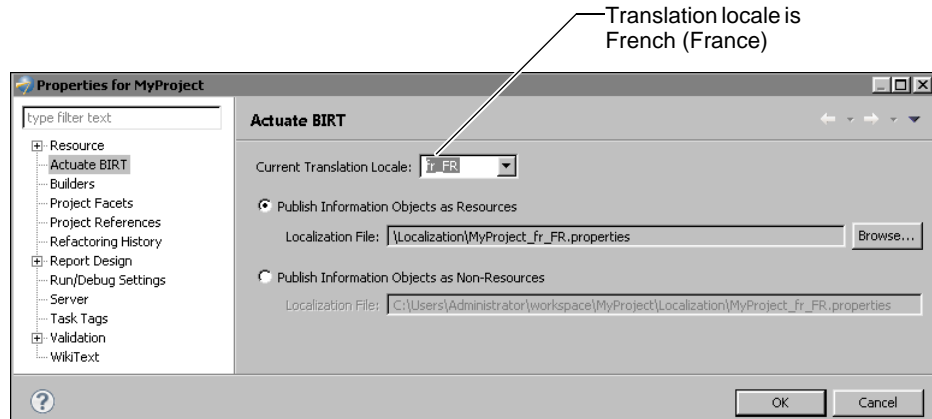 Translation locale is
French (France)
Properties for MyProject
type filter text
Resource
Actuate BIRT
Builders
Project Facets
Project References
Refactoring History
Report Design
Run/Debug Settings
Server
Task Tags
Validation
WikiText
Actuate BIRT
Current Translation Locale: fr_FR
Publish Information Objects as Resources
Localization File: \Localization\MyProject_fr_FR.properties Browse...
Publish Information Objects as Non-Resources
Localization File: C:\Users\Administrator\workspace\MyProject\Localization\MyProject_fr_FR.properties
? OK Cancel